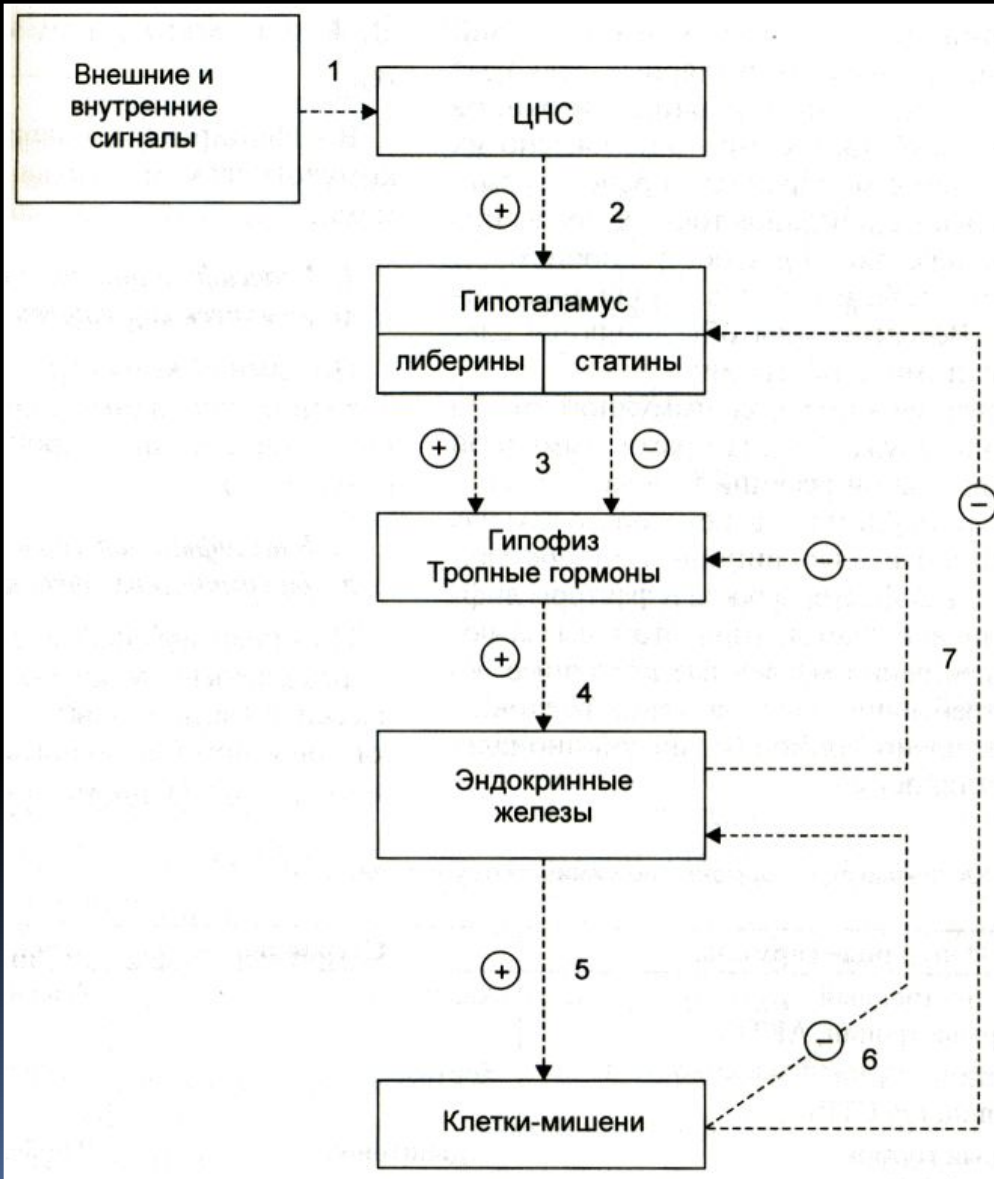 Внешние и
внутренние
сигналы
1
ЦНС
+
2
Гипоталамус
либерины
статины
+
3
−
−
Гипофиз
Тропные гормоны
−
+
4
7
Эндокринные
железы
+
5
−
6
Клетки-мишени